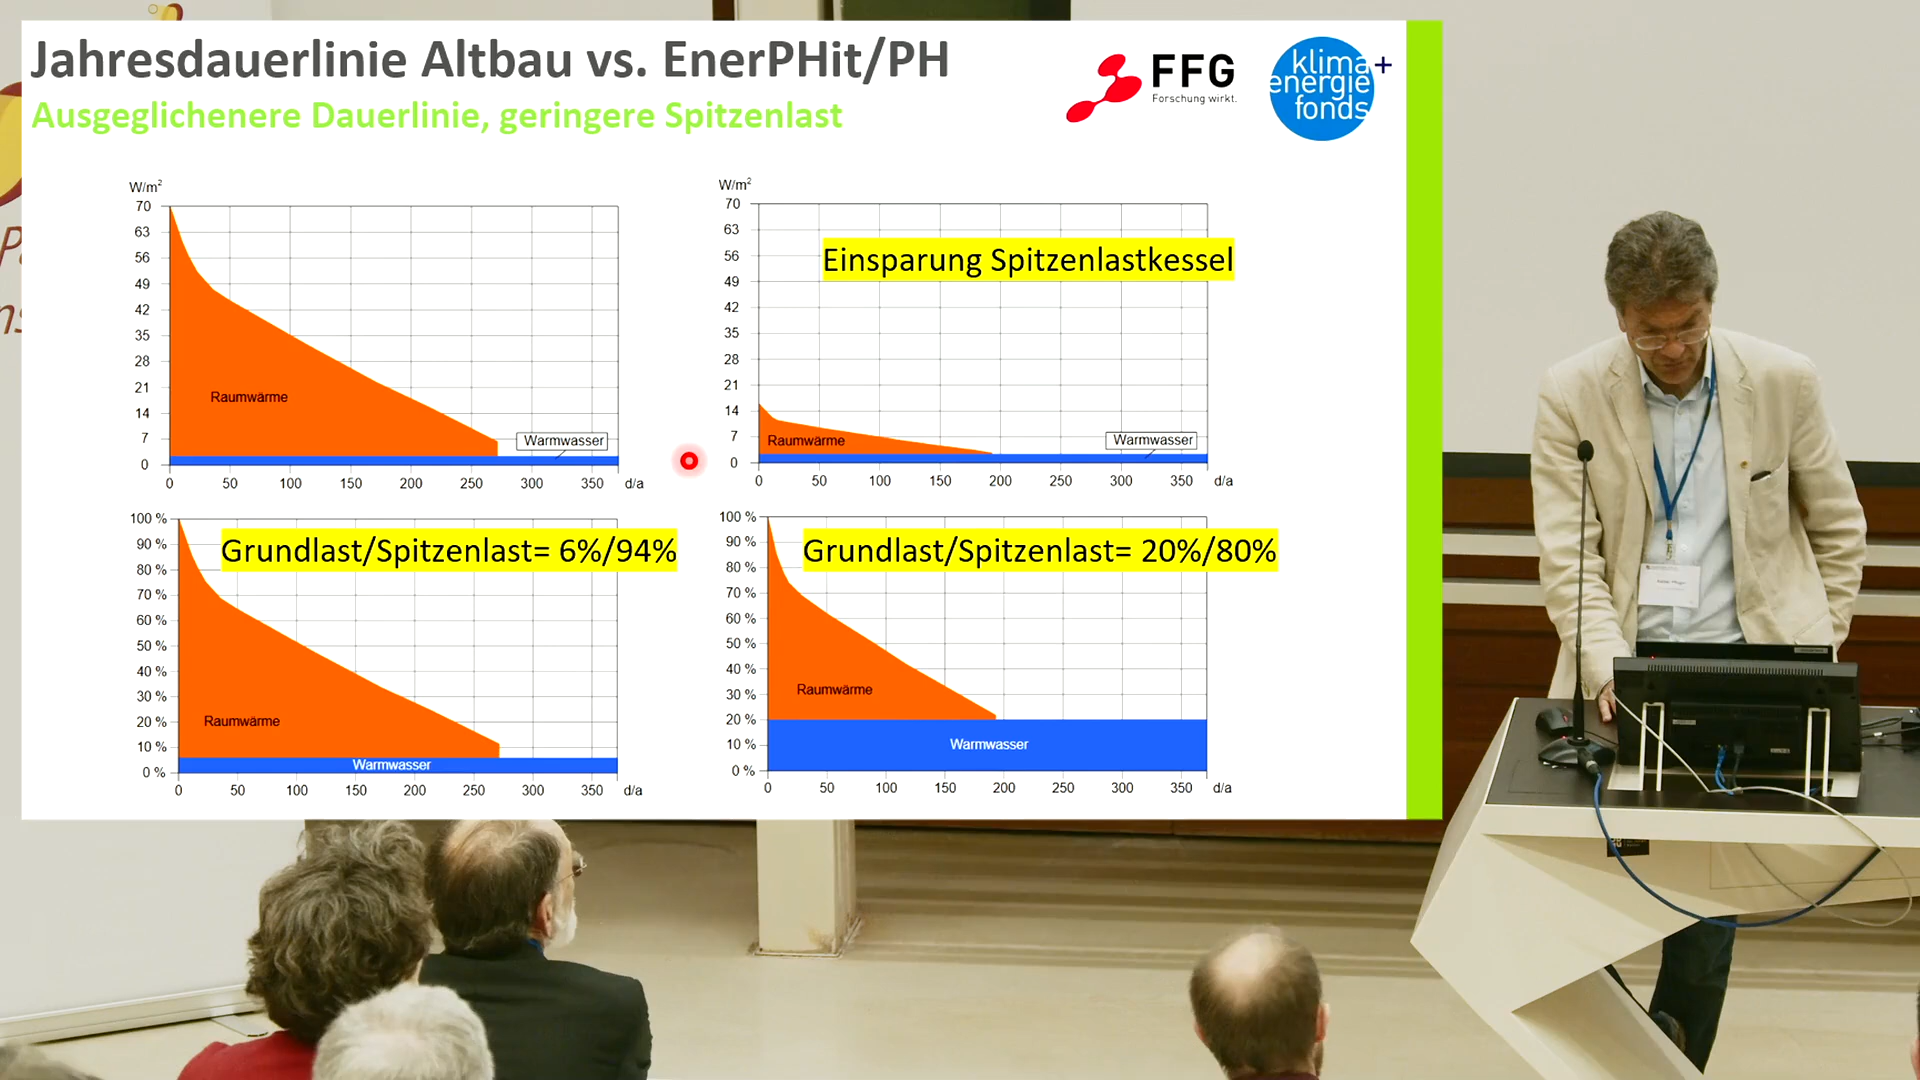 Jahresdauerlinie Altbau vs. EnerPHit/PH
Ausgeglichenere Dauerlinie, geringere Spitzenlast
FFG
Forschung wirkt.
klima+
energie
fonds
W/m²
70
63
56
49
42
35
28
21
14
7
0
Raumwärme
Warmwasser
0 50 100 150 200 250 300 350 d/a
W/m²
70
63
56
49
42
35
28
21
14
7
0
Einsparung Spitzenlastkessel
Raumwärme
Warmwasser
0 50 100 150 200 250 300 350 d/a
100 %
90 %
80 %
70 %
60 %
50 %
40 %
30 %
20 %
10 %
0 %
Grundlast/Spitzenlast= 6%/94%
Raumwärme
Warmwasser
0 50 100 150 200 250 300 350 d/a
100 %
90 %
80 %
70 %
60 %
50 %
40 %
30 %
20 %
10 %
0 %
Grundlast/Spitzenlast= 20%/80%
Raumwärme
Warmwasser
0 50 100 150 200 250 300 350 d/a